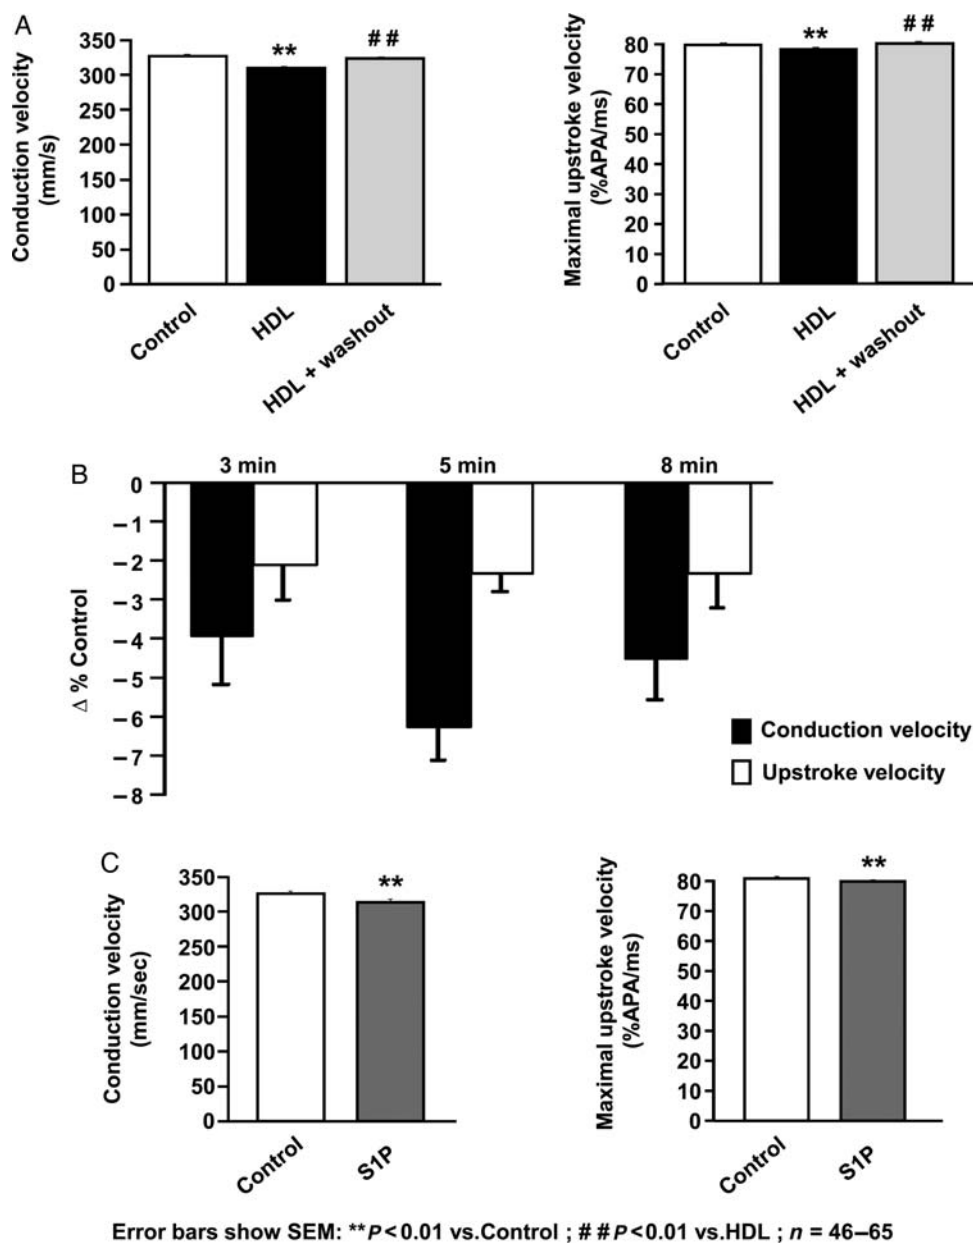 A
Conduction velocity
(mm/s)
350
300
250
200
150
100
50
0
**
# #
Control
HDL
HDL + washout
Maximal upstroke velocity
(%APA/ms)
80
70
60
50
40
30
20
10
0
**
# #
Control
HDL
HDL + washout
B
3 min
5 min
8 min
Δ % Control
0
−1
−2
−3
−4
−5
−6
−7
−8
Conduction velocity
Upstroke velocity
C
Conduction velocity
(mm/sec)
350
300
250
200
150
100
50
0
**
Control
S1P
Maximal upstroke velocity
(%APA/ms)
80
70
60
50
40
30
20
10
0
**
Control
S1P
Error bars show SEM: **P<0.01 vs.Control ; # #P<0.01 vs.HDL ; n = 46–65